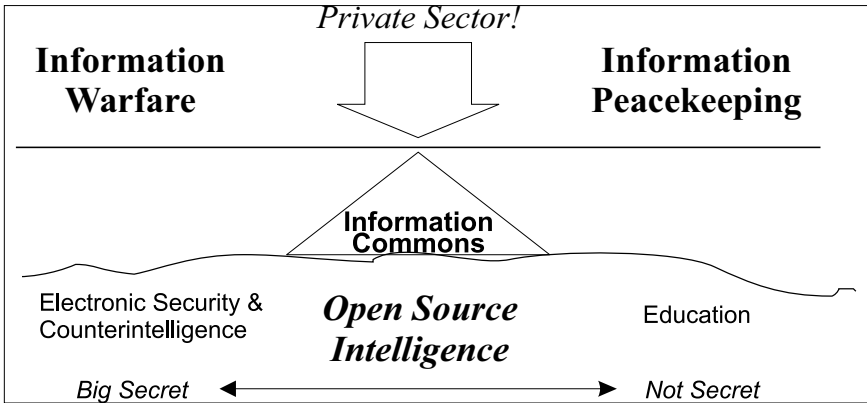 Private Sector!
Information
Warfare
Information
Peacekeeping
Information
Commons
Electronic Security &
Counterintelligence
Open Source
Intelligence
Education
Big Secret
Not Secret